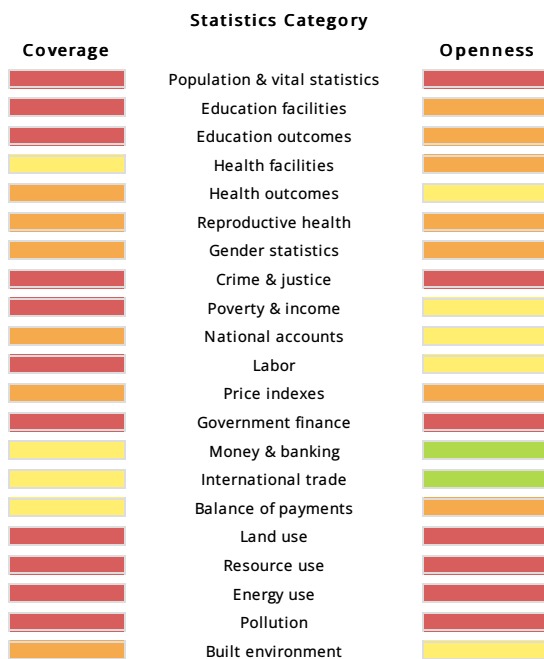 Statistics Category
Coverage Openness
Population & vital statistics
Education facilities
Education outcomes
Health facilities
Health outcomes
Reproductive health
Gender statistics
Crime & justice
Poverty & income
National accounts
Labor
Price indexes
Government finance
Money & banking
International trade
Balance of payments
Land use
Resource use
Energy use
Pollution
Built environment